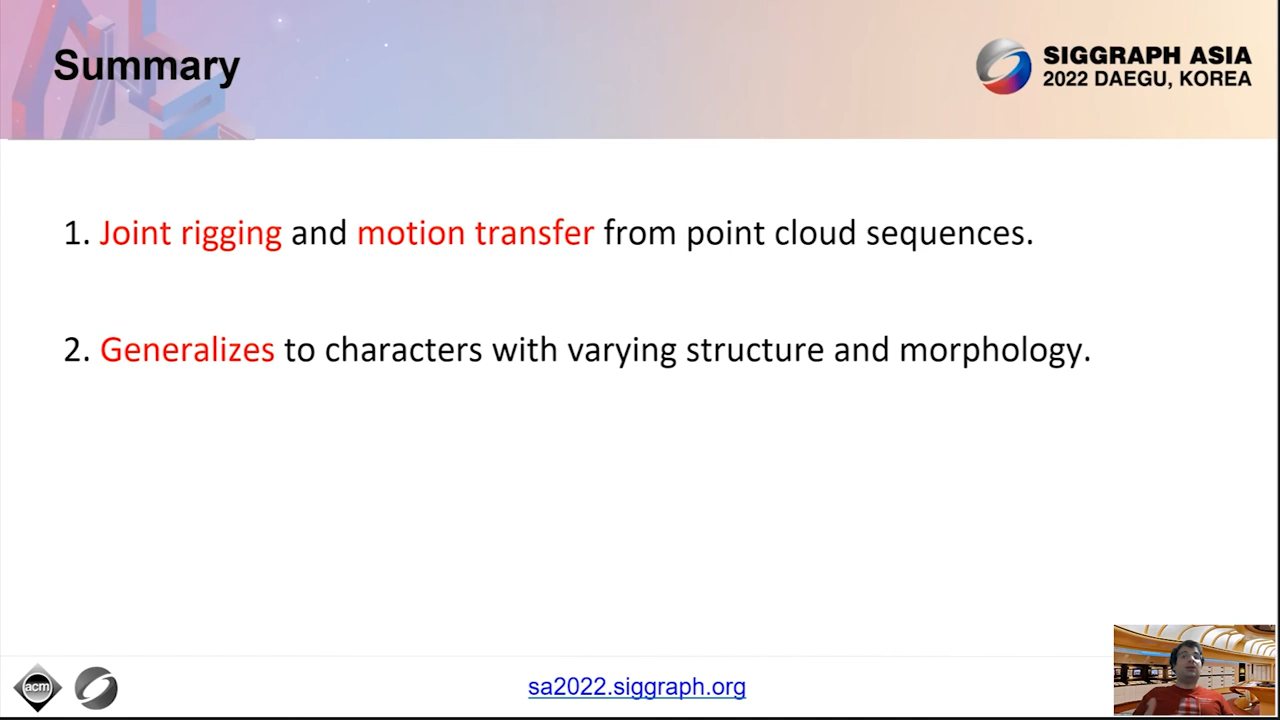 Summary
SIGGRAPH ASIA
2022 DAEGU, KOREA
1. Joint rigging and motion transfer from point cloud sequences.
2. Generalizes to characters with varying structure and morphology.
acm
sa2022.siggraph.org